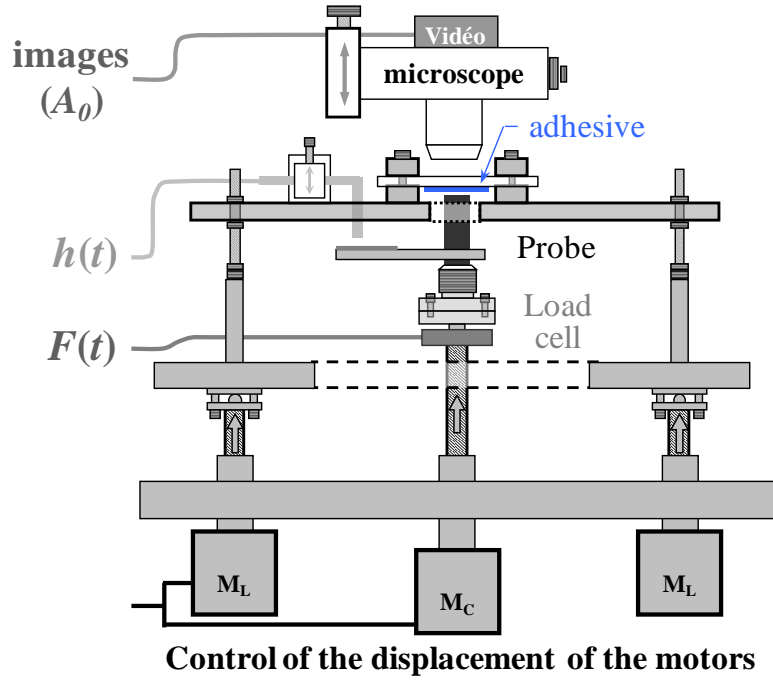 Vidéo
images
(A0)
microscope
adhesive
h(t)
Probe
Load
cell
F(t)
ML
MC
ML
Control of the displacement of the motors